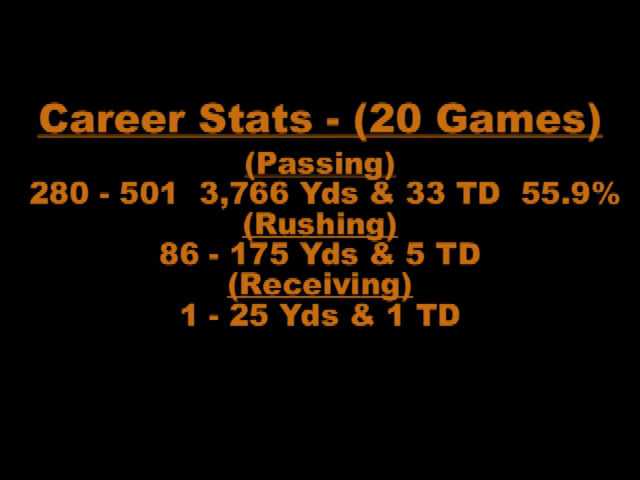 Career Stats - (20 Games)
(Passing)
280 - 501 3,766 Yds & 33 TD 55.9%
(Rushing)
86 - 175 Yds & 5 TD
(Receiving)
1 - 25 Yds & 1 TD